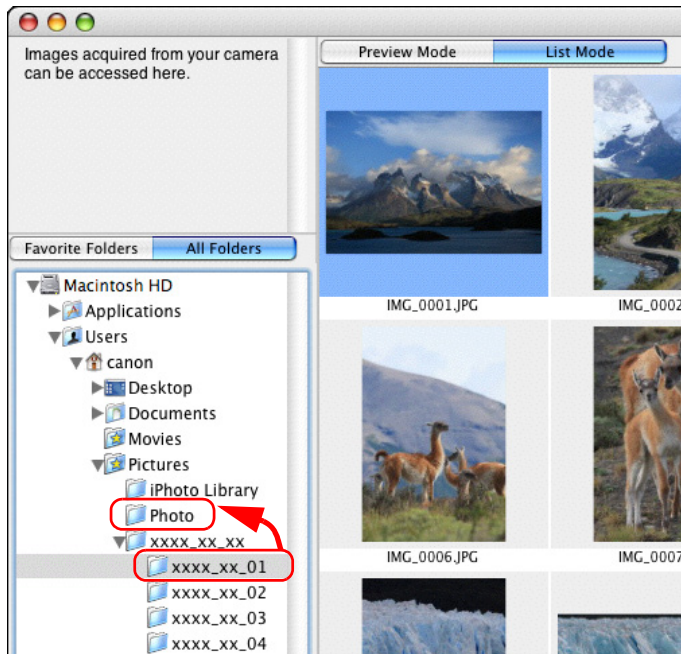 Images acquired from your camera
can be accessed here.
Preview Mode
List Mode
Favorite Folders
All Folders
Macintosh HD
Applications
Users
canon
Desktop
Documents
Movies
Pictures
iPhoto Library
Photo
xxxx_xx_xx
xxxx_xx_01
xxxx_xx_02
xxxx_xx_03
xxxx_xx_04
IMG_0001.JPG
IMG_0002
IMG_0006.JPG
IMG_0007